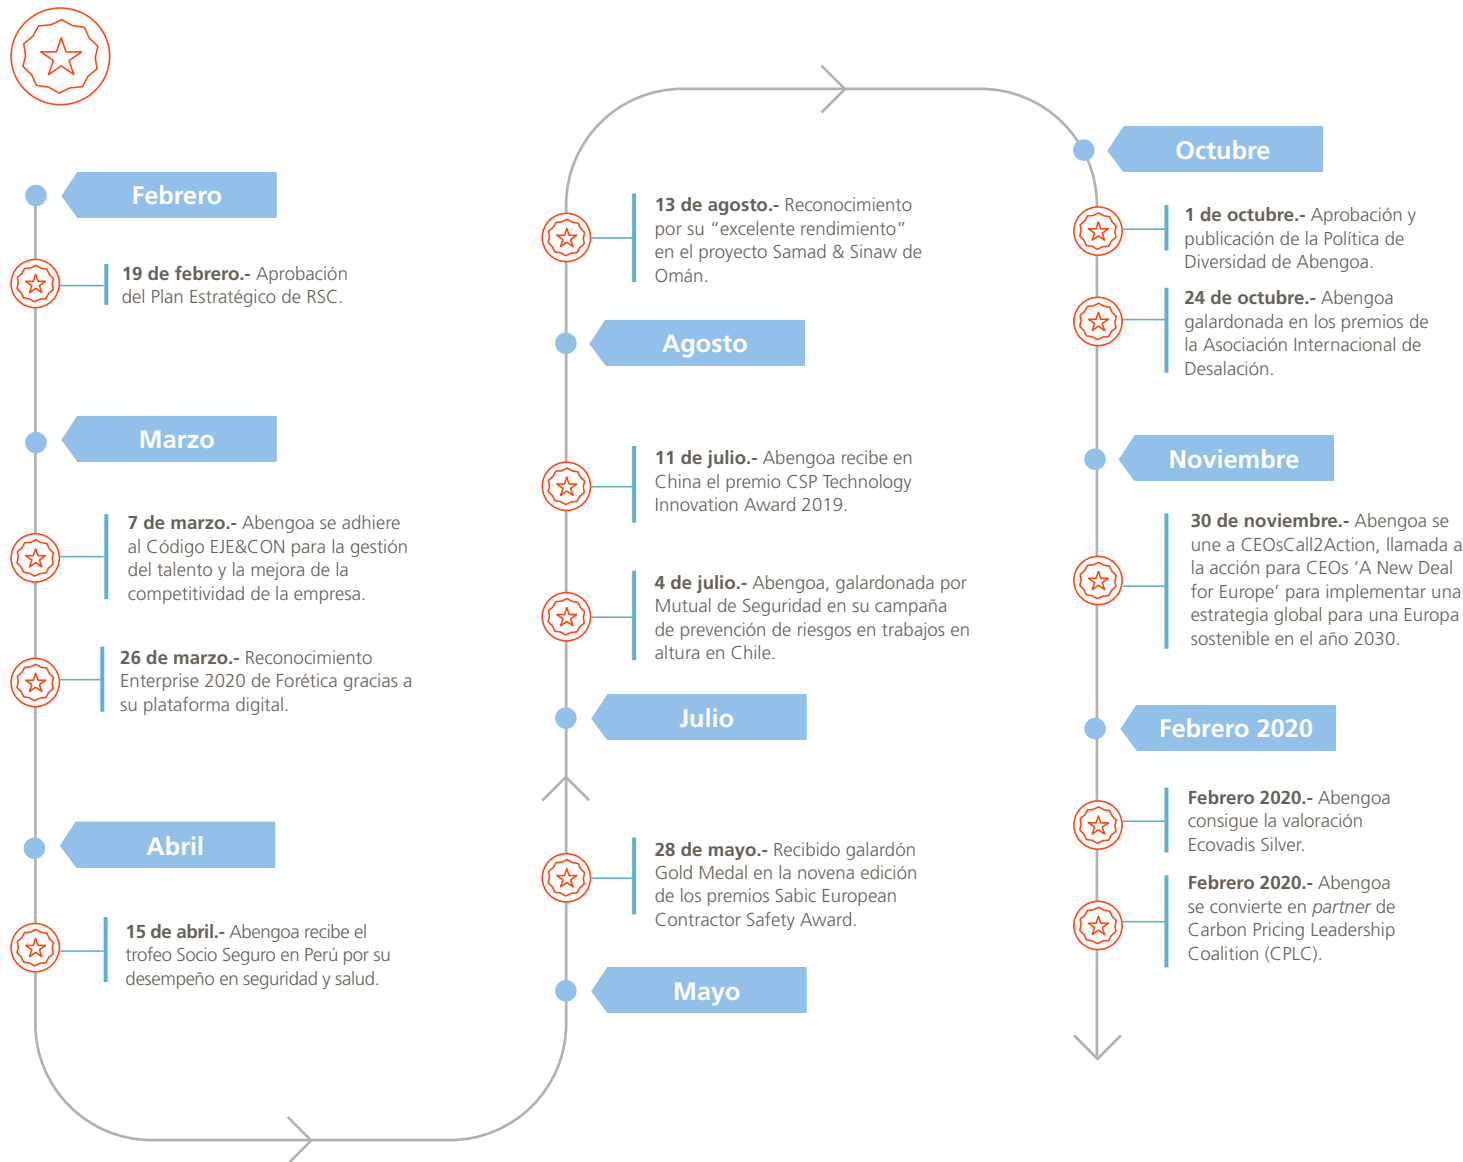 Febrero
19 de febrero.- Aprobación
del Plan Estratégico de RSC.
Marzo
7 de marzo.- Abengoa se adhiere
al Código EJE&CON para la gestión
del talento y la mejora de la
competitividad de la empresa.
26 de marzo.- Reconocimiento
Enterprise 2020 de Forética gracias a
su plataforma digital.
Abril
15 de abril.- Abengoa recibe el
trofeo Socio Seguro en Perú por su
desempeño en seguridad y salud.
13 de agosto.- Reconocimiento
por su “excelente rendimiento”
en el proyecto Samad & Sinaw de
Omán.
Agosto
11 de julio.- Abengoa recibe en
China el premio CSP Technology
Innovation Award 2019.
4 de julio.- Abengoa, galardonada por
Mutual de Seguridad en su campaña
de prevención de riesgos en trabajos en
altura en Chile.
Julio
28 de mayo.- Recibido galardón
Gold Medal en la novena edición
de los premios Sabic European
Contractor Safety Award.
Mayo
Octubre
1 de octubre.- Aprobación y
publicación de la Política de
Diversidad de Abengoa.
24 de octubre.- Abengoa
galardonada en los premios de
la Asociación Internacional de
Desalación.
Noviembre
30 de noviembre.- Abengoa se
une a CEOsCall2Action, llamada a
la acción para CEOs ‘A New Deal
for Europe’ para implementar una
estrategia global para una Europa
sostenible en el año 2030.
Febrero 2020
Febrero 2020.- Abengoa
consigue la valoración
Ecovadis Silver.
Febrero 2020.- Abengoa
se convierte en partner de
Carbon Pricing Leadership
Coalition (CPLC).